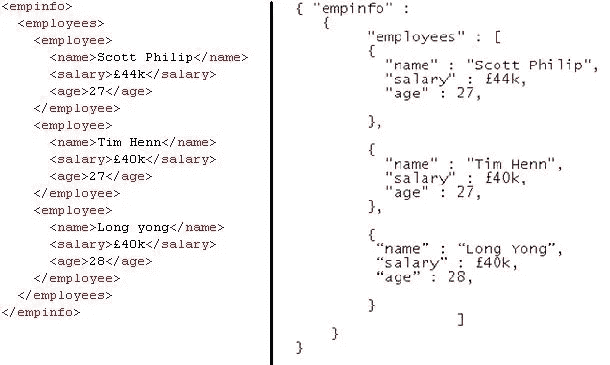 <empinfo>
<employees>
<employee>
<name>Scott Philip</name>
<salary>£44k</salary>
<age>27</age>
</employee>
<employee>
<name>Tim Henn</name>
<salary>£40k</salary>
<age>27</age>
</employee>
<employee>
<name>Long yong</name>
<salary>£40k</salary>
<age>28</age>
</employee>
</employees>
</empinfo>
{ "empinfo" :
{
"employees" : [
{
"name" : "Scott Philip",
"salary" : £44k,
"age" : 27,
},
{
"name" : "Tim Henn",
"salary" : £40k,
"age" : 27,
},
{
“name” : “Long Yong”,
“salary” : £40k,
“age” : 28,
}
]
}
}